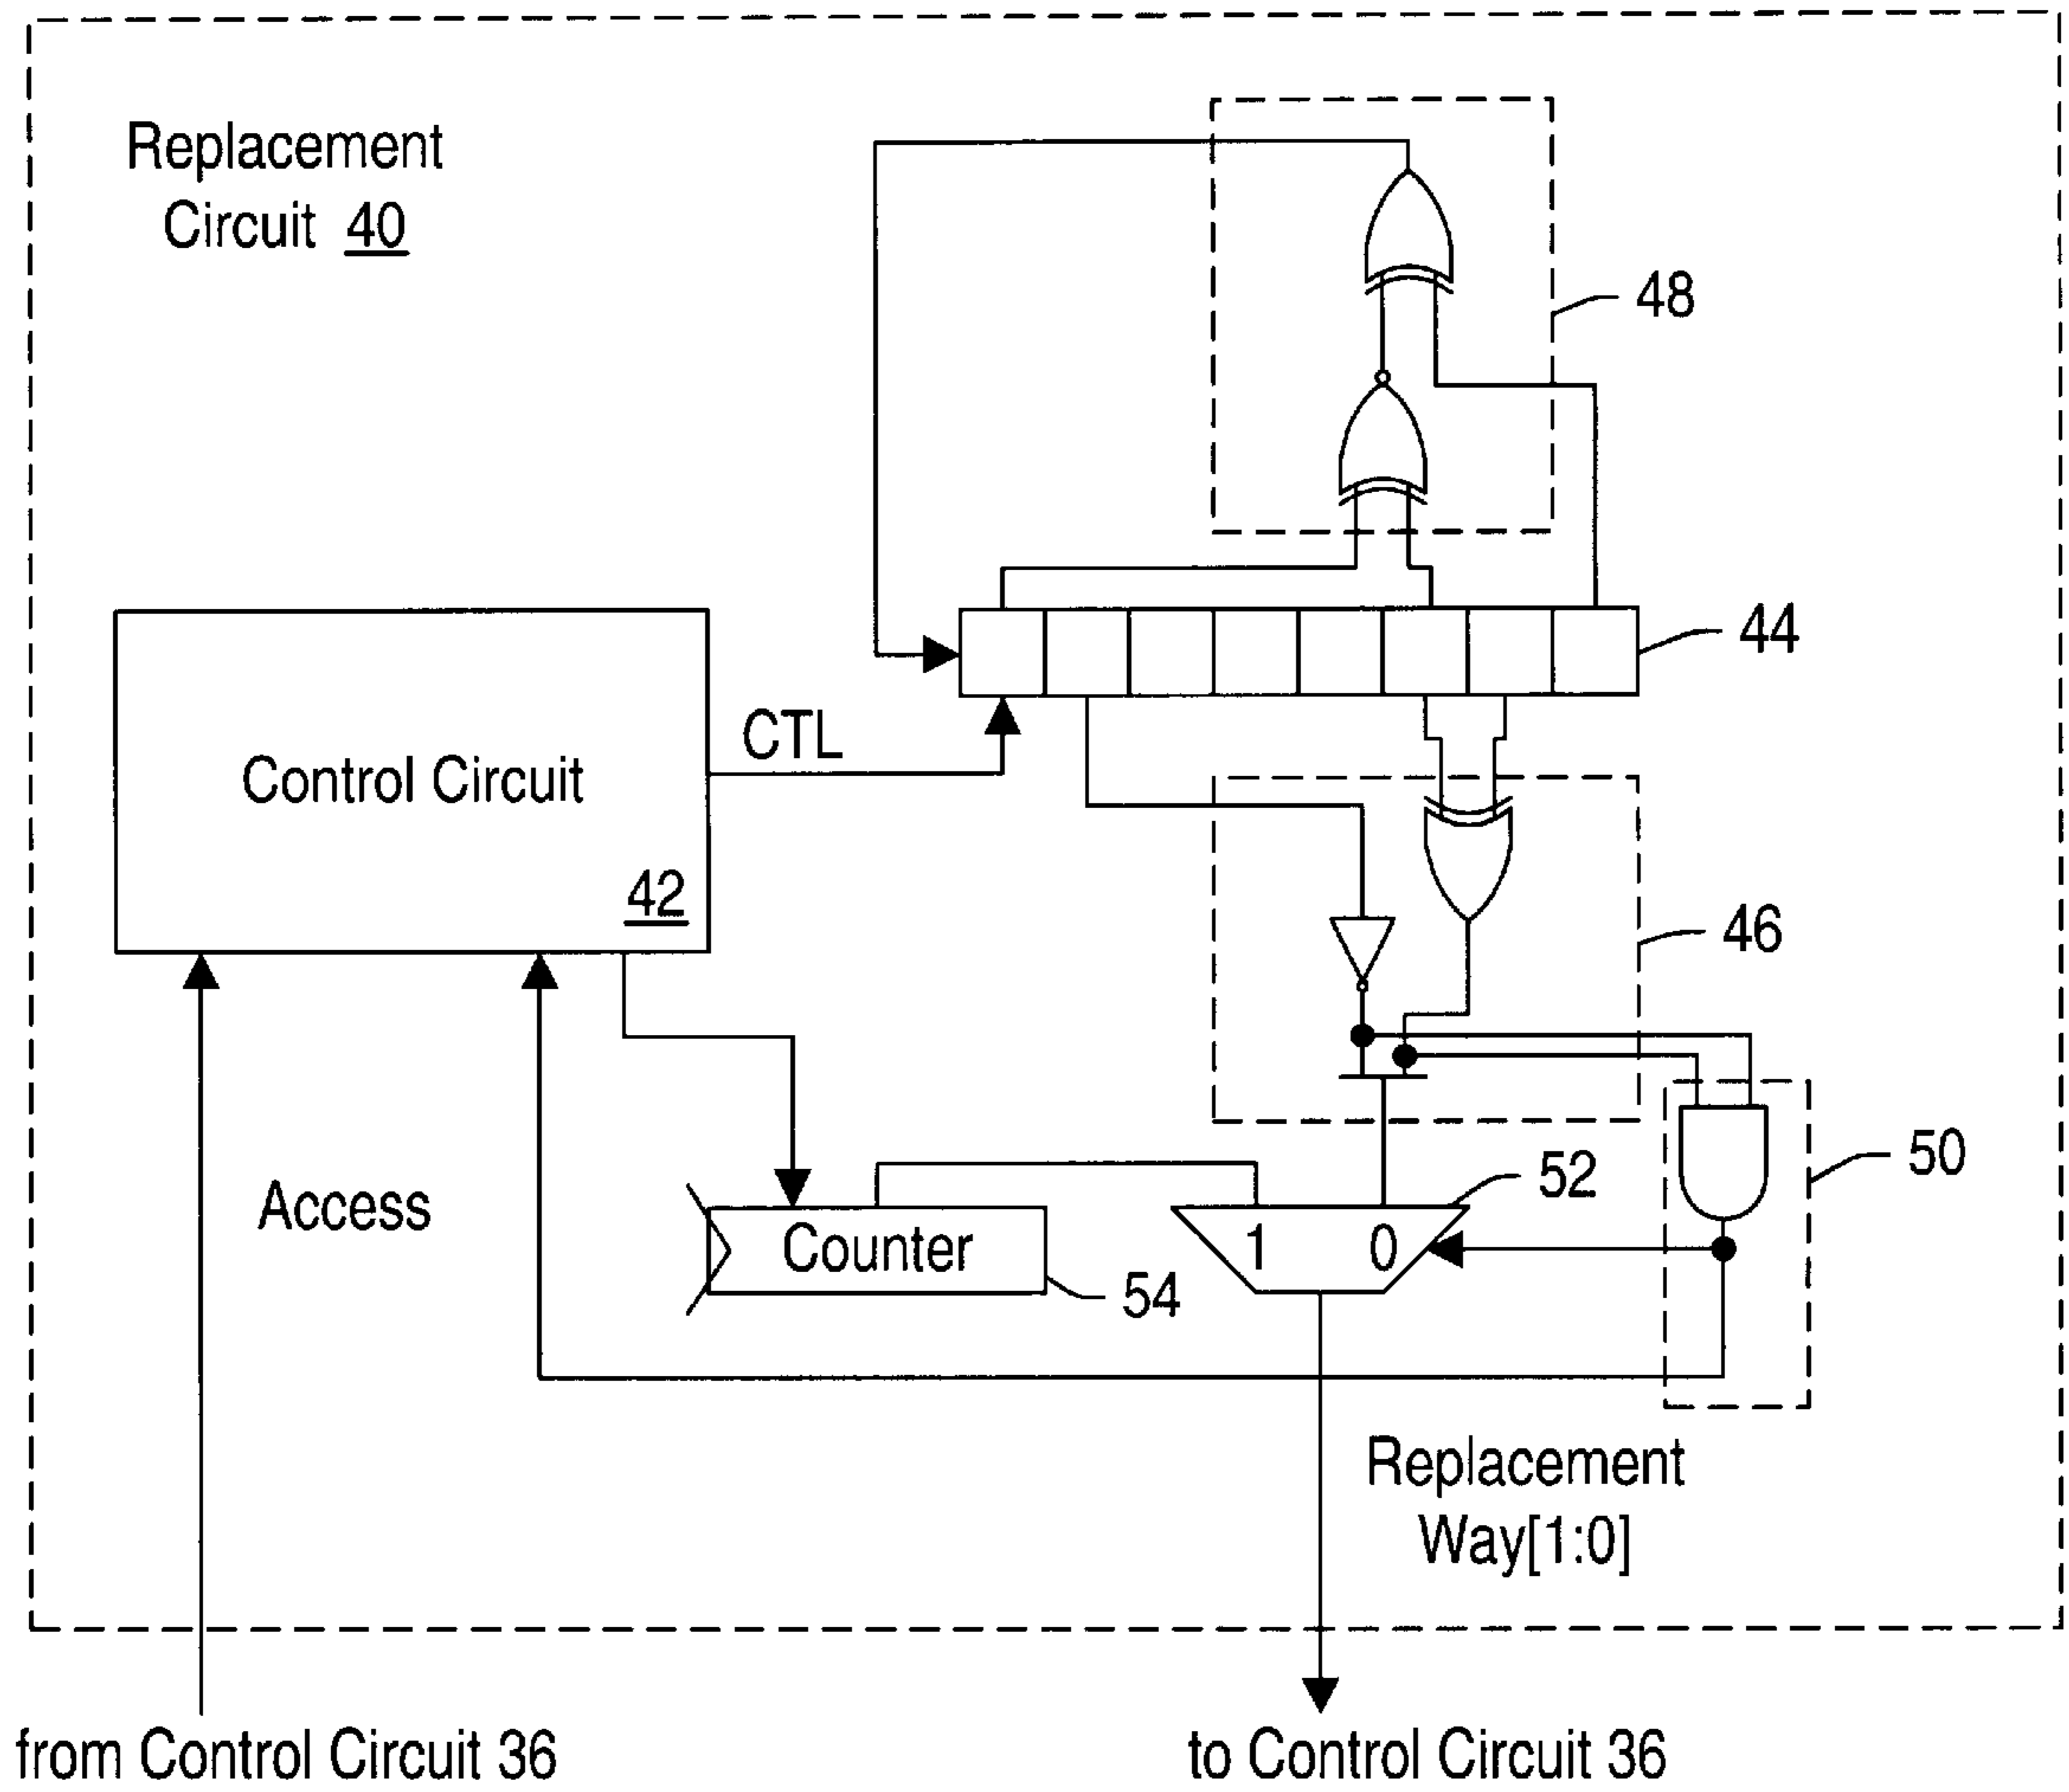 Replacement
Circuit 40
48
44
CTL
Control Circuit
42
46
50
52
Access
Counter
1 0
54
Replacement
Way[1:0]
from Control Circuit 36
to Control Circuit 36